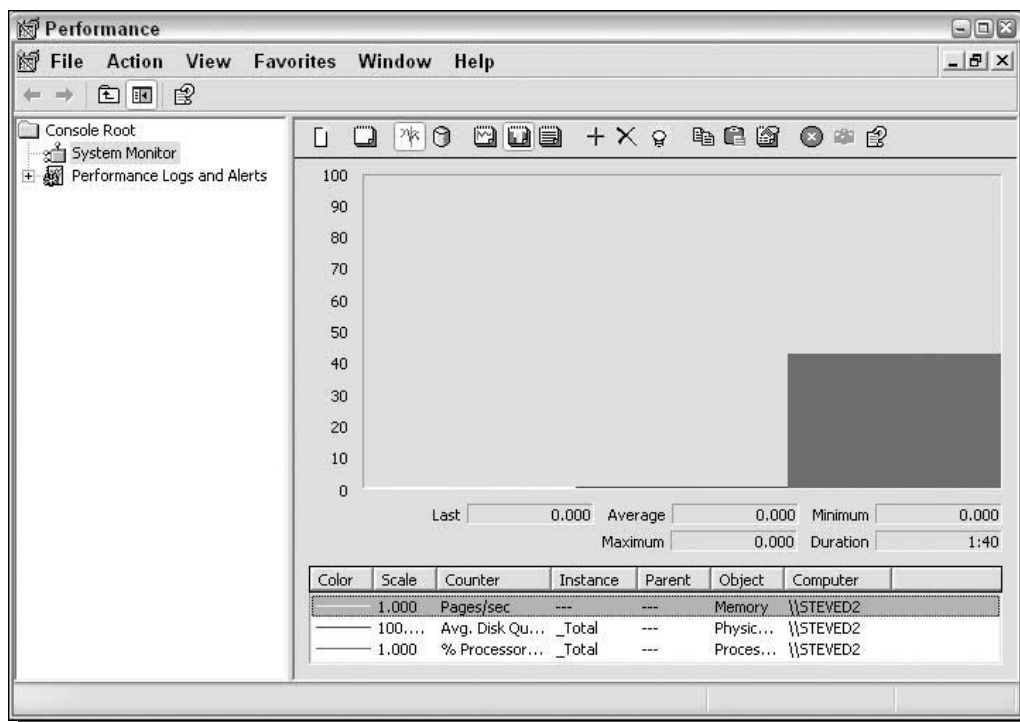 Performance
File Action View Favorites Window Help
Console Root
System Monitor
Performance Logs and Alerts
100
90
80
70
60
50
40
30
20
10
0
Last 0.000 Average 0.000 Minimum 0.000
Maximum 0.000 Duration 1:40
Color Scale Counter Instance Parent Object Computer
1.000 Pages/sec --- --- Memory \\STEVED2
100.... Avg. Disk Qu... _Total --- Physic... \\STEVED2
1.000 % Processor... _Total --- Proces... \\STEVED2